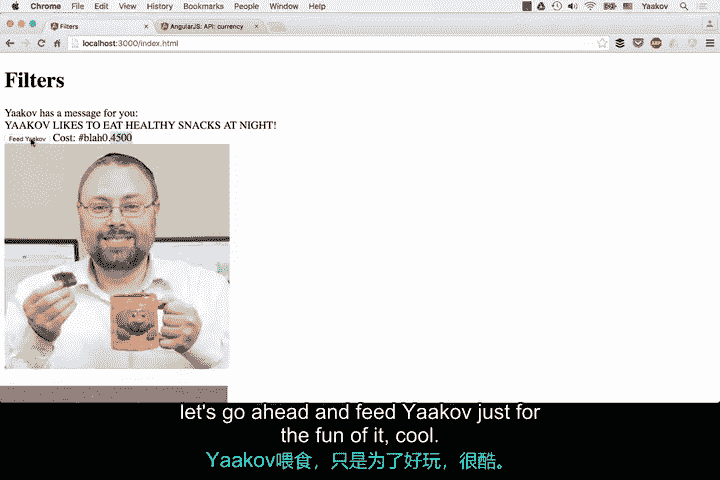 Chrome File Edit View History Bookmarks People Window Help Yaakov
Filters AngularJS: API: currency
localhost:3000/index.html
Filters
Yaakov has a message for you:
YAAKOV LIKES TO EAT HEALTHY SNACKS AT NIGHT!
Feed Yaakov Cost: #blah0.4500
let's go ahead and feed Yaakov just for
the fun of it, cool.
Yaakov喂食，只是为了好玩，很酷。